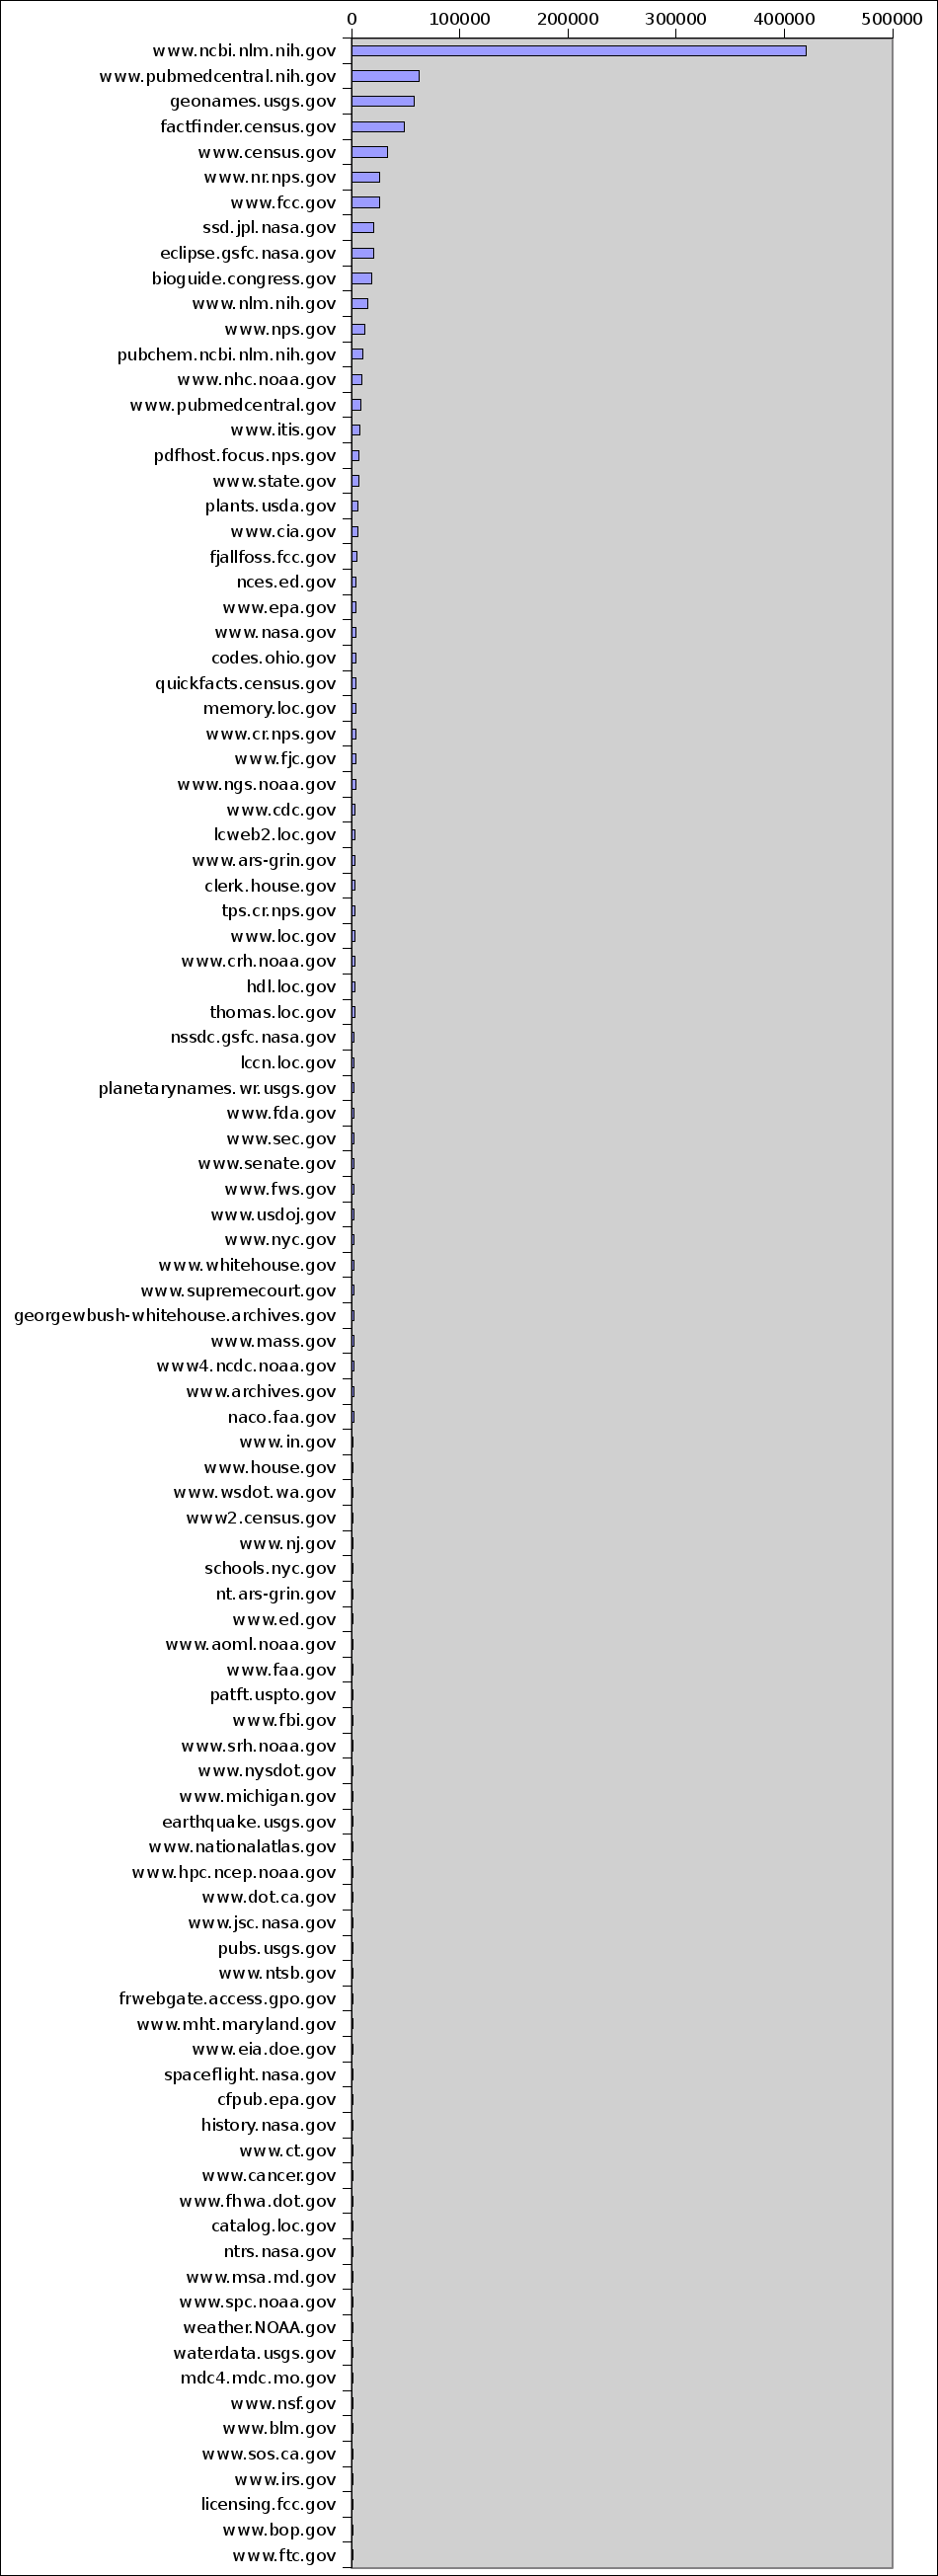 0 100000 200000 300000 400000 500000
www.ncbi.nlm.nih.gov
www.pubmedcentral.nih.gov
geonames.usgs.gov
factfinder.census.gov
www.census.gov
www.nr.nps.gov
www.fcc.gov
ssd.jpl.nasa.gov
eclipse.gsfc.nasa.gov
bioguide.congress.gov
www.nlm.nih.gov
www.nps.gov
pubchem.ncbi.nlm.nih.gov
www.nhc.noaa.gov
www.pubmedcentral.gov
www.itis.gov
pdfhost.focus.nps.gov
www.state.gov
plants.usda.gov
www.cia.gov
fjallfoss.fcc.gov
nces.ed.gov
www.epa.gov
www.nasa.gov
codes.ohio.gov
quickfacts.census.gov
memory.loc.gov
www.cr.nps.gov
www.fjc.gov
www.ngs.noaa.gov
www.cdc.gov
lcweb2.loc.gov
www.ars-grin.gov
clerk.house.gov
tps.cr.nps.gov
www.loc.gov
www.crh.noaa.gov
hdl.loc.gov
thomas.loc.gov
nssdc.gsfc.nasa.gov
lccn.loc.gov
planetarynames.wr.usgs.gov
www.fda.gov
www.sec.gov
www.senate.gov
www.fws.gov
www.usdoj.gov
www.nyc.gov
www.whitehouse.gov
www.supremecourt.gov
georgewbush-whitehouse.archives.gov
www.mass.gov
www4.ncdc.noaa.gov
www.archives.gov
naco.faa.gov
www.in.gov
www.house.gov
www.wsdot.wa.gov
www2.census.gov
www.nj.gov
schools.nyc.gov
nt.ars-grin.gov
www.ed.gov
www.aoml.noaa.gov
www.faa.gov
patft.uspto.gov
www.fbi.gov
www.srh.noaa.gov
www.nysdot.gov
www.michigan.gov
earthquake.usgs.gov
www.nationalatlas.gov
www.hpc.ncep.noaa.gov
www.dot.ca.gov
www.jsc.nasa.gov
pubs.usgs.gov
www.ntsb.gov
frwebgate.access.gpo.gov
www.mht.maryland.gov
www.eia.doe.gov
spaceflight.nasa.gov
cfpub.epa.gov
history.nasa.gov
www.ct.gov
www.cancer.gov
www.fhwa.dot.gov
catalog.loc.gov
ntrs.nasa.gov
www.msa.md.gov
www.spc.noaa.gov
weather.NOAA.gov
waterdata.usgs.gov
mdc4.mdc.mo.gov
www.nsf.gov
www.blm.gov
www.sos.ca.gov
www.irs.gov
licensing.fcc.gov
www.bop.gov
www.ftc.gov